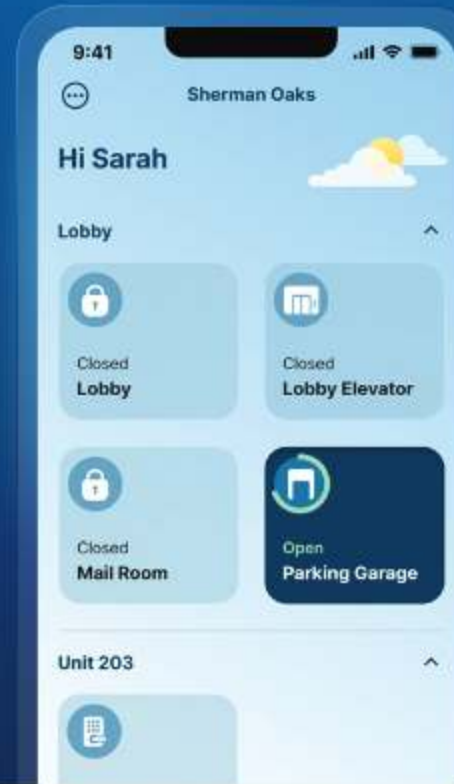 9:41
Sherman Oaks
Hi Sarah
Lobby
Closed
Lobby
Closed
Lobby Elevator
Closed
Mail Room
Open
Parking Garage
Unit 203